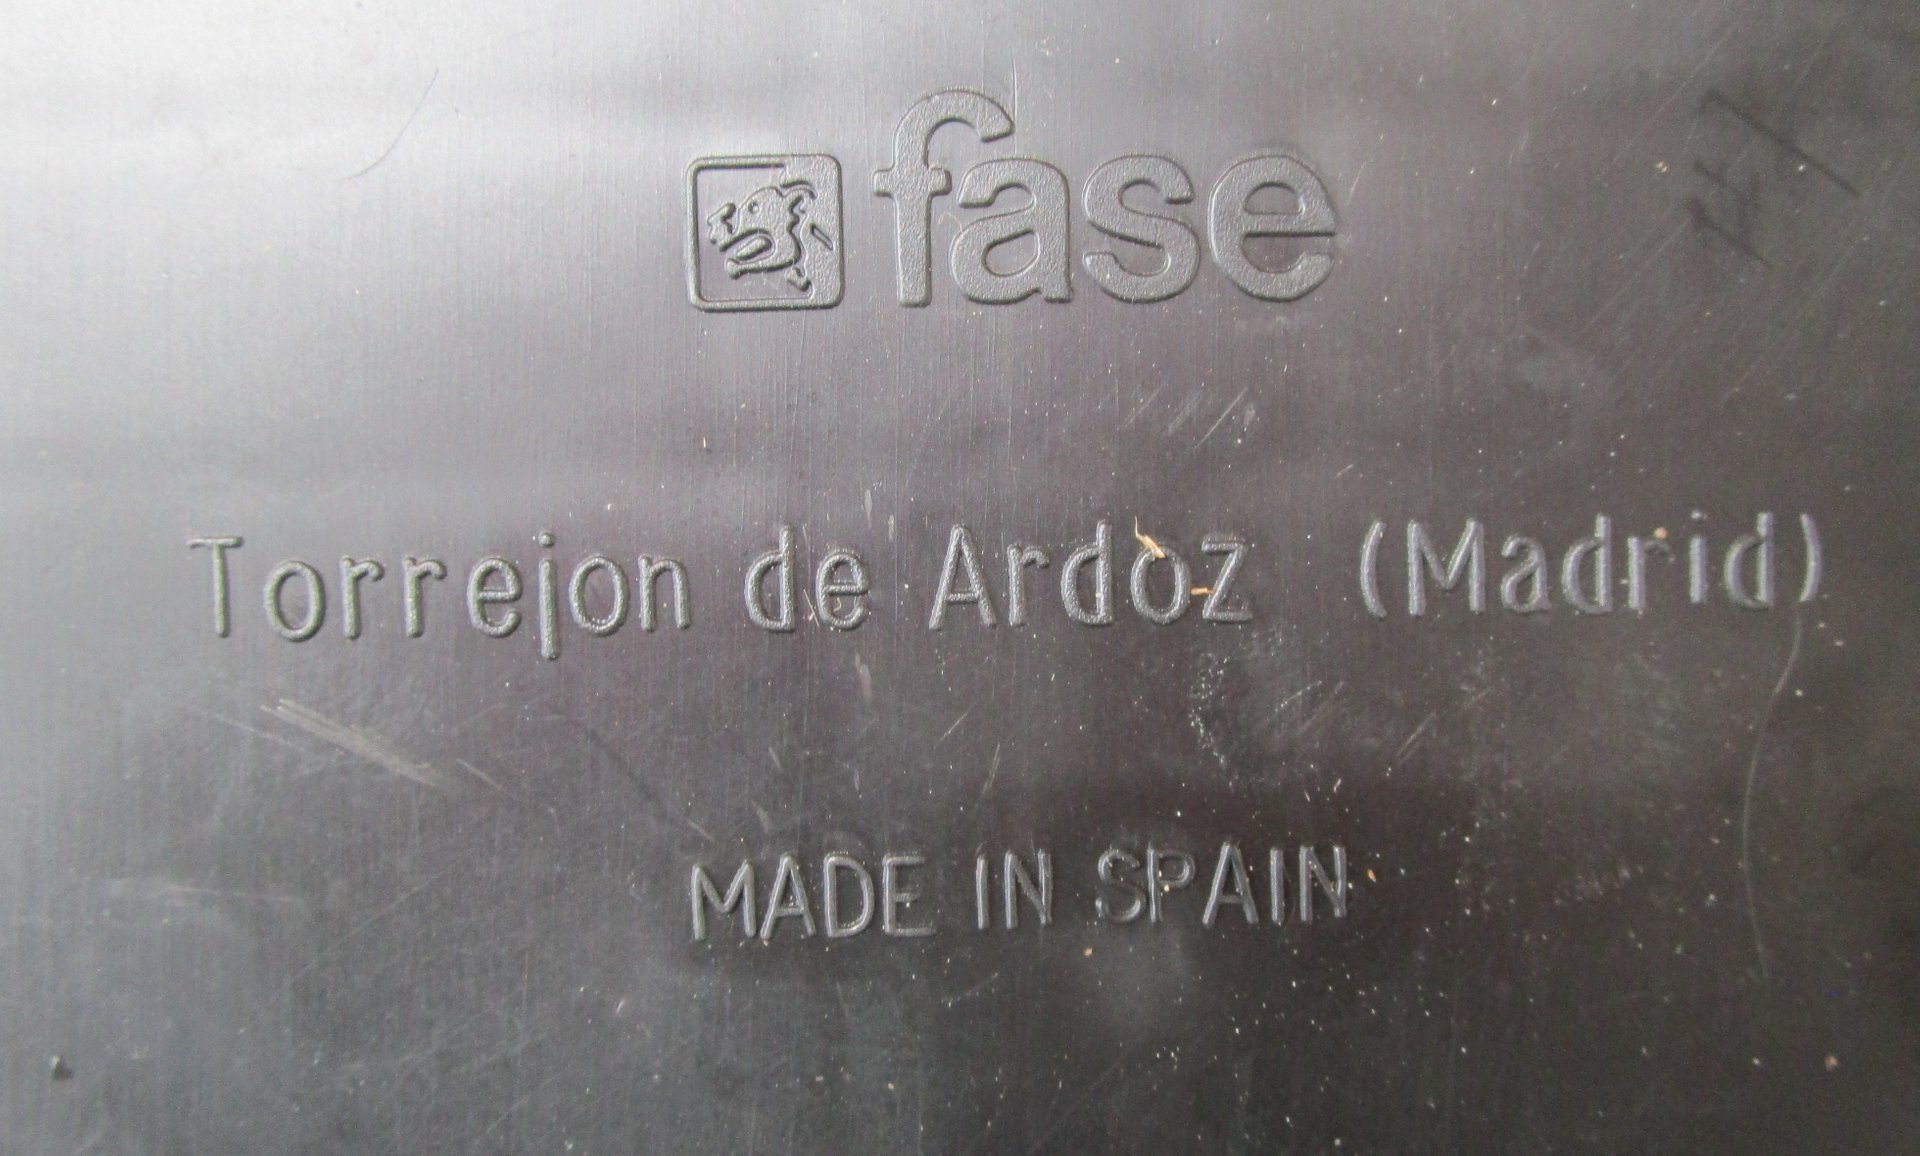 fase
Torrejon de Ardoz (Madrid)
MADE IN SPAIN